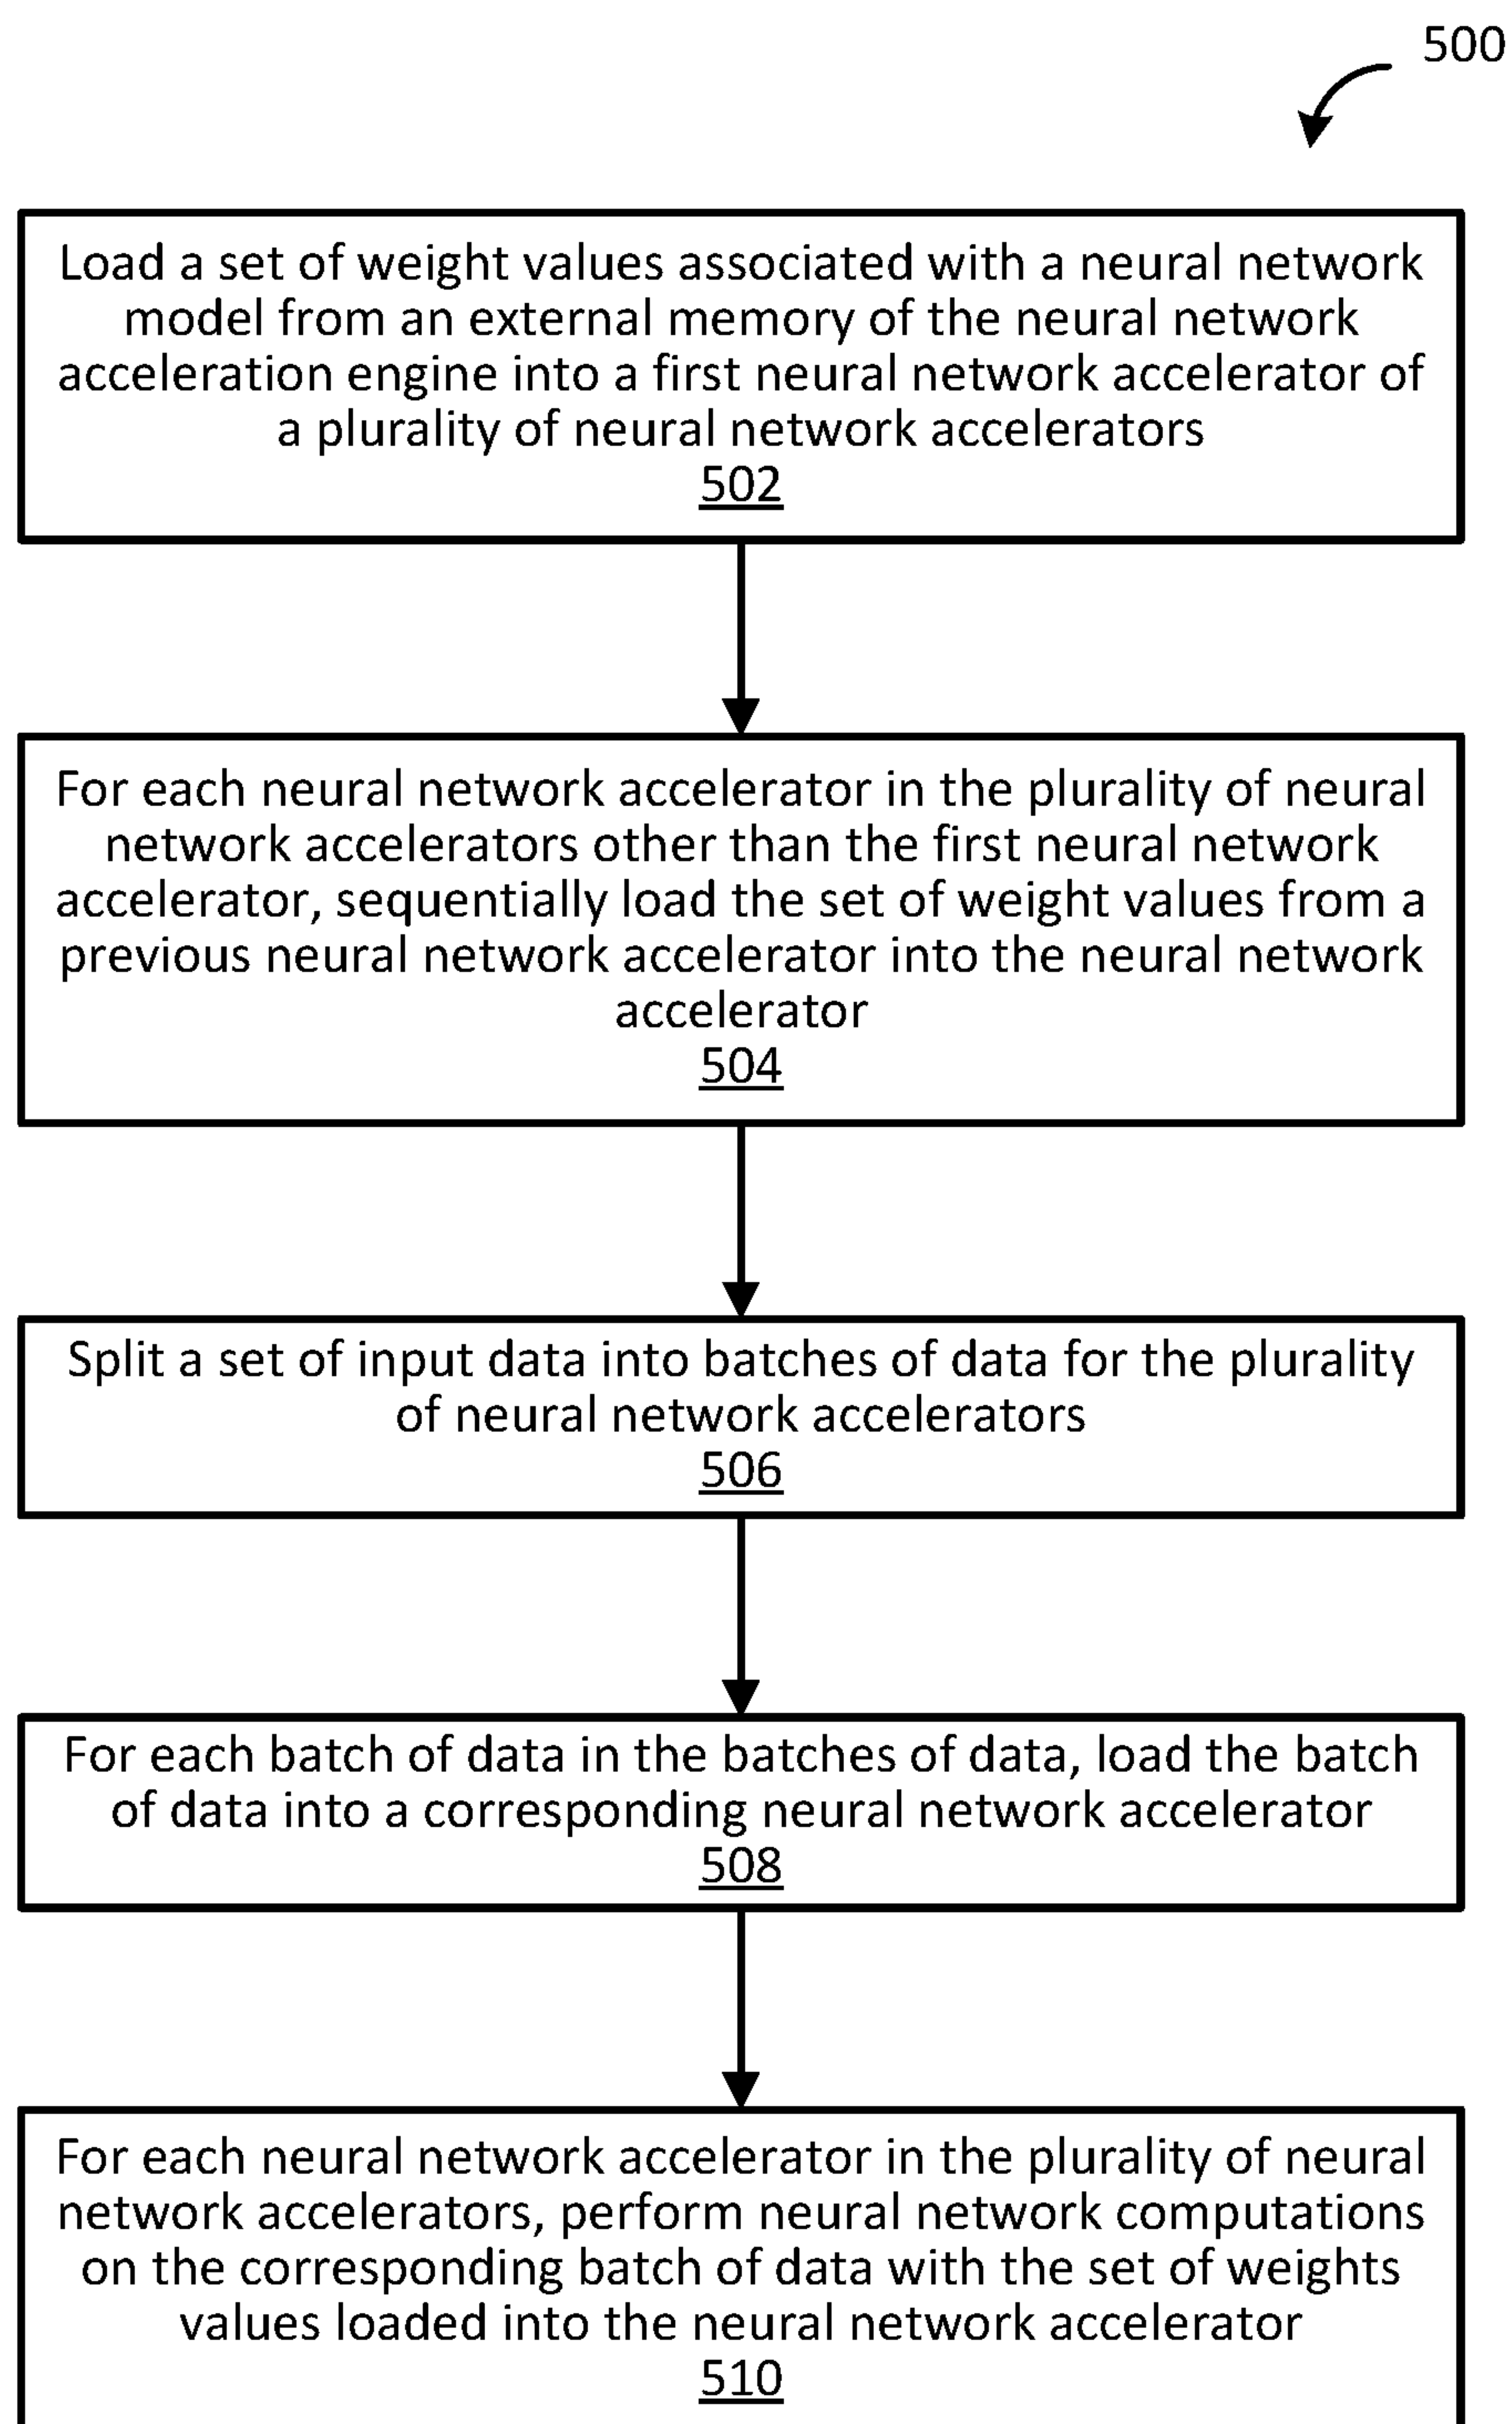 500
Load a set of weight values associated with a neural network
model from an external memory of the neural network
acceleration engine into a first neural network accelerator of
a plurality of neural network accelerators
502
For each neural network accelerator in the plurality of neural
network accelerators other than the first neural network
accelerator, sequentially load the set of weight values from a
previous neural network accelerator into the neural network
accelerator
504
Split a set of input data into batches of data for the plurality
of neural network accelerators
506
For each batch of data in the batches of data, load the batch
of data into a corresponding neural network accelerator
508
For each neural network accelerator in the plurality of neural
network accelerators, perform neural network computations
on the corresponding batch of data with the set of weights
values loaded into the neural network accelerator
510